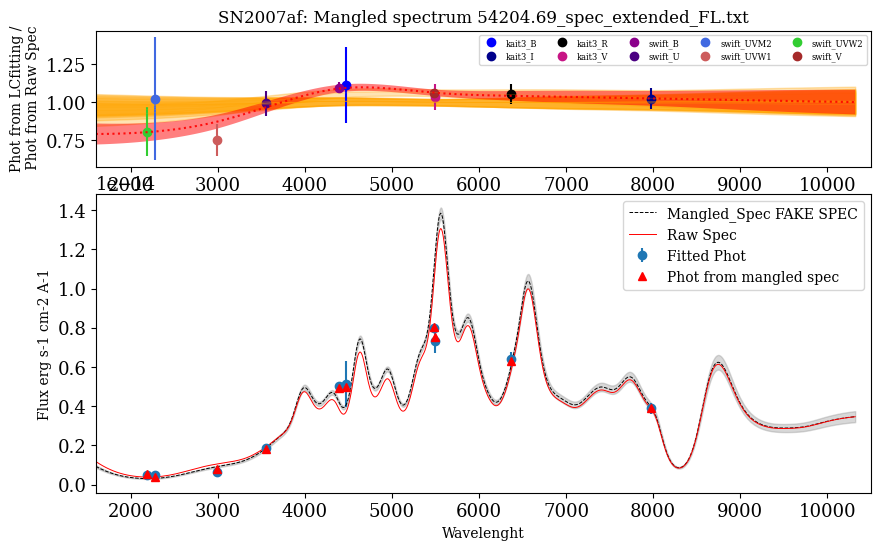 SN2007af: Mangled spectrum 54204.69_spec_extended_FL.txt
Phot from LCfitting /
Phot from Raw Spec
1.25
1.00
0.75
kait3_B kait3_R swift_B swift_UVM2 swift_UVW2
kait3_I kait3_V swift_U swift_UVW1 swift_V
2000 3000 4000 5000 6000 7000 8000 9000 10000
Flux erg s-1 cm-2 A-1
1.4
1.2
1.0
0.8
0.6
0.4
0.2
0.0
Mangled_Spec FAKE SPEC
Raw Spec
Fitted Phot
Phot from mangled spec
2000 3000 4000 5000 6000 7000 8000 9000 10000
Wavelenght